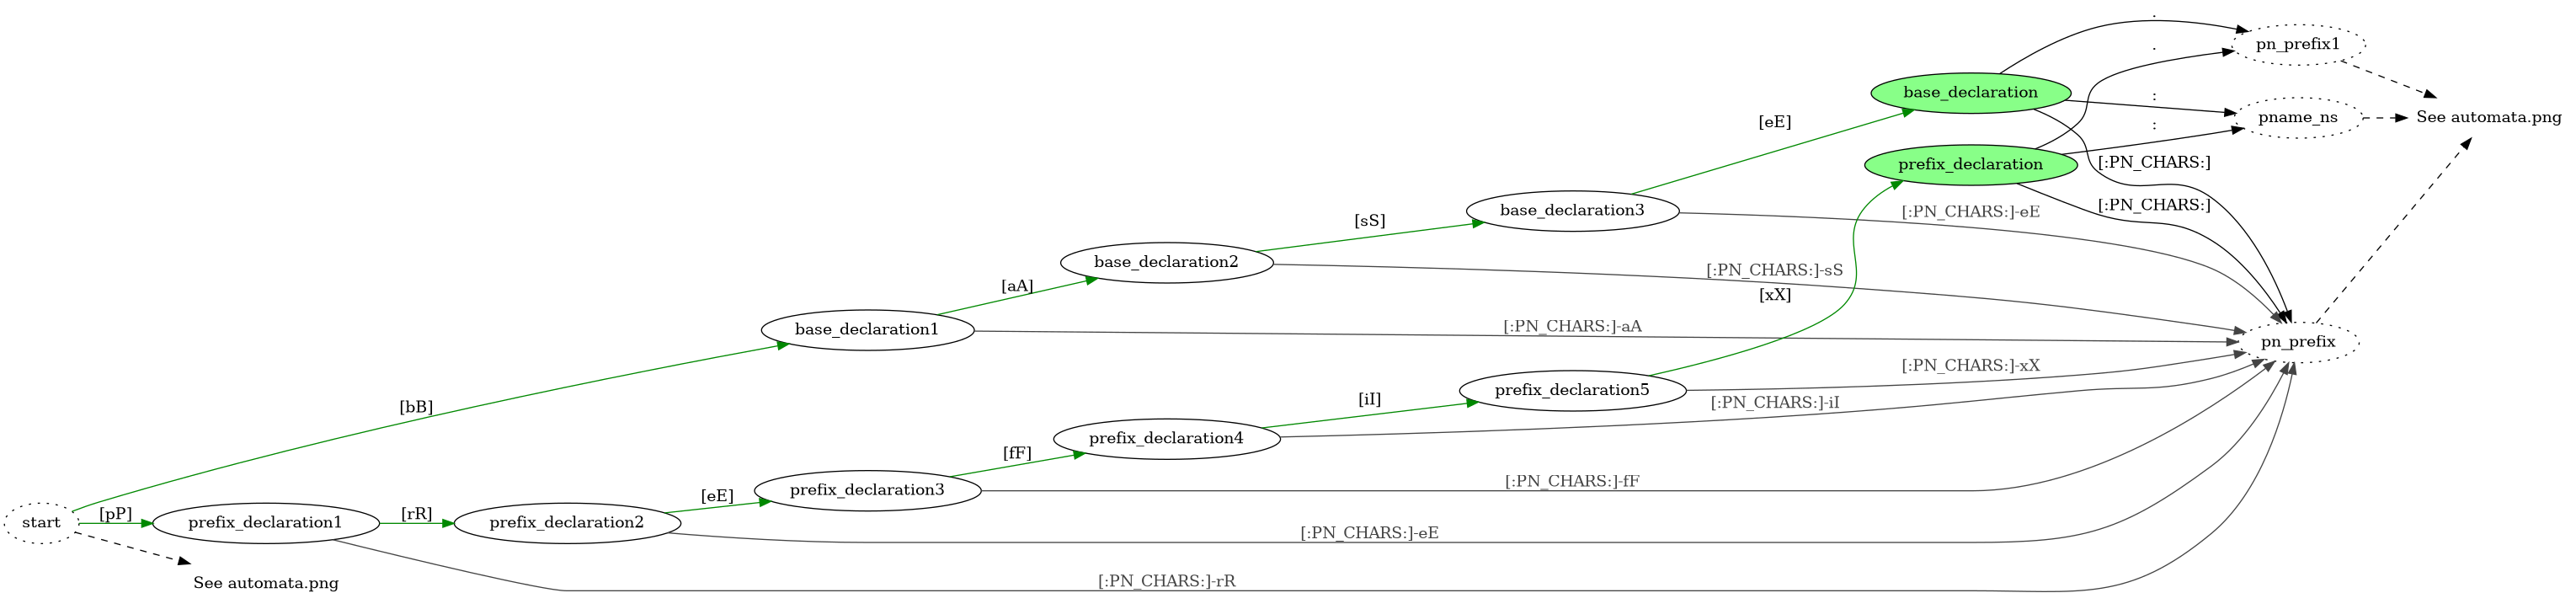 .
pn_prefix1
.
base_declaration
:
pname_ns
See automata.png
[eE]
:
prefix_declaration
[:PN_CHARS:]
base_declaration3
[:PN_CHARS:]-eE
[:PN_CHARS:]
[sS]
base_declaration2
[:PN_CHARS:]-sS
[aA]
[xX]
base_declaration1
[:PN_CHARS:]-aA
pn_prefix
[:PN_CHARS:]-xX
prefix_declaration5
[bB]
[iI]
[:PN_CHARS:]-iI
prefix_declaration4
[fF]
[:PN_CHARS:]-fF
prefix_declaration3
[eE]
start
[pP]
prefix_declaration1
[rR]
prefix_declaration2
[:PN_CHARS:]-eE
See automata.png
[:PN_CHARS:]-rR